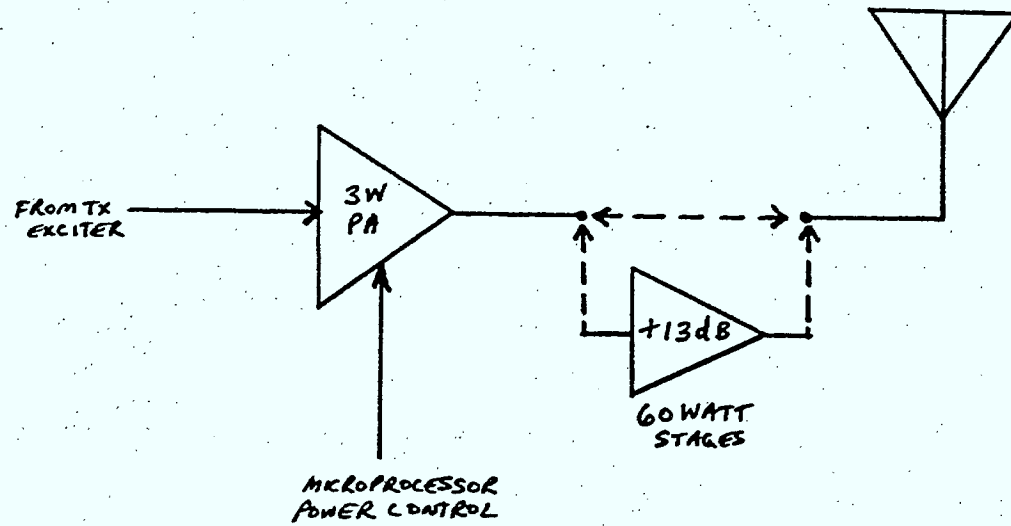 FROM TX
EXCITER
3W
PA
+13dB
60 WATT
STAGES
MICROPROCESSOR
POWER CONTROL